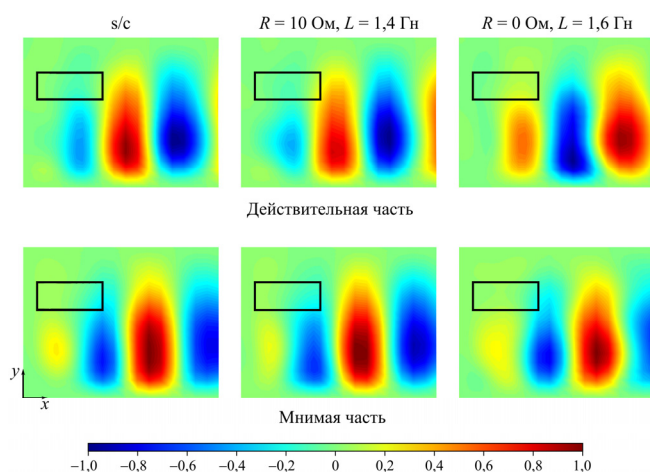 s/c
R = 10 Ом, L = 1,4 Гн
R = 0 Ом, L = 1,6 Гн
Действительная часть
y
x
Мнимая часть
–1,0 –0,8 –0,6 –0,4 –0,2 0 0,2 0,4 0,6 0,8 1,0